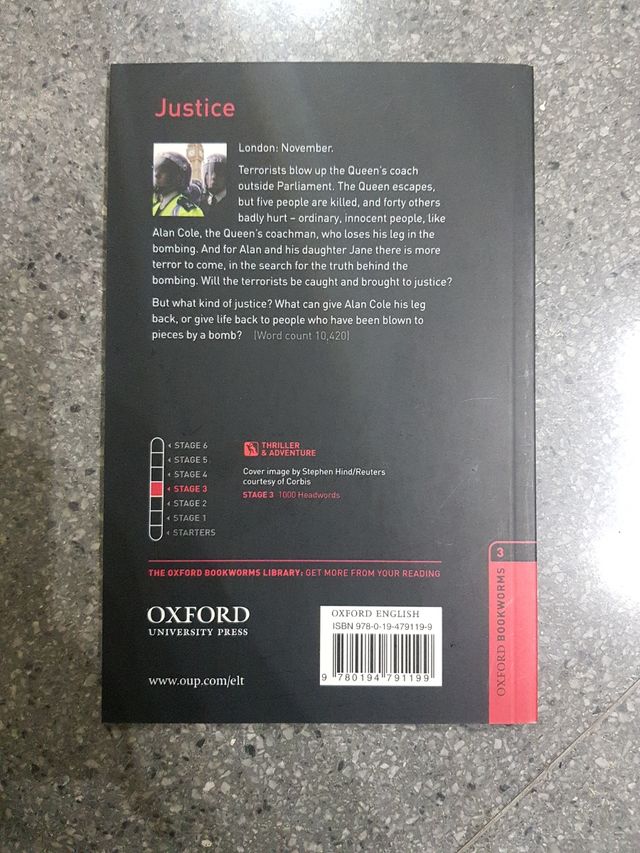 Justice
London: November.
Terrorists blow up the Queen's coach
outside Parliament. The Queen escapes,
but five people are killed, and forty others
badly hurt – ordinary, innocent people, like
Alan Cole, the Queen's coachman, who loses his leg in the
bombing. And for Alan and his daughter Jane there is more
terror to come, in the search for the truth behind the
bombing. Will the terrorists be caught and brought to justice?
But what kind of justice? What can give Alan Cole his leg
back, or give life back to people who have been blown to
pieces by a bomb? [Word count 10,420]
STAGE 6
STAGE 5
STAGE 4
STAGE 3
STAGE 2
STAGE 1
STARTERS
THRILLER
& ADVENTURE
Cover image by Stephen Hind/Reuters
courtesy of Corbis
STAGE 3 1000 Headwords
THE OXFORD BOOKWORMS LIBRARY: GET MORE FROM YOUR READING
OXFORD
UNIVERSITY PRESS
www.oup.com/elt
OXFORD ENGLISH
ISBN 978-0-19-479119-9
9 780194 791199
3
OXFORD BOOKWORMS